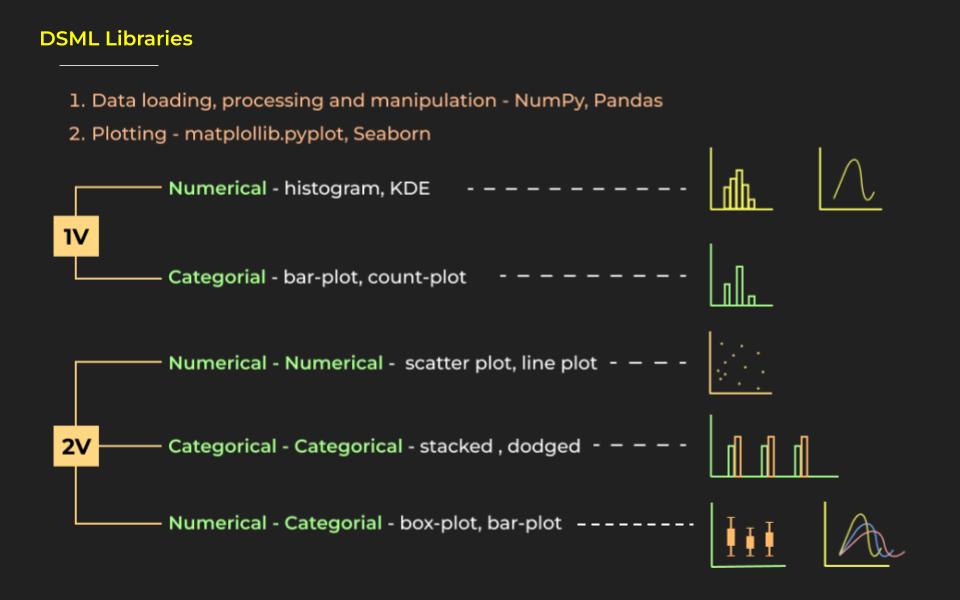 DSML Libraries
1. Data loading, processing and manipulation - NumPy, Pandas
2. Plotting - matplollib.pyplot, Seaborn
Numerical - histogram, KDE
1V
Categorial - bar-plot, count-plot
Numerical - Numerical - scatter plot, line plot
2V
Categorical - Categorical - stacked , dodged
Numerical - Categorial - box-plot, bar-plot